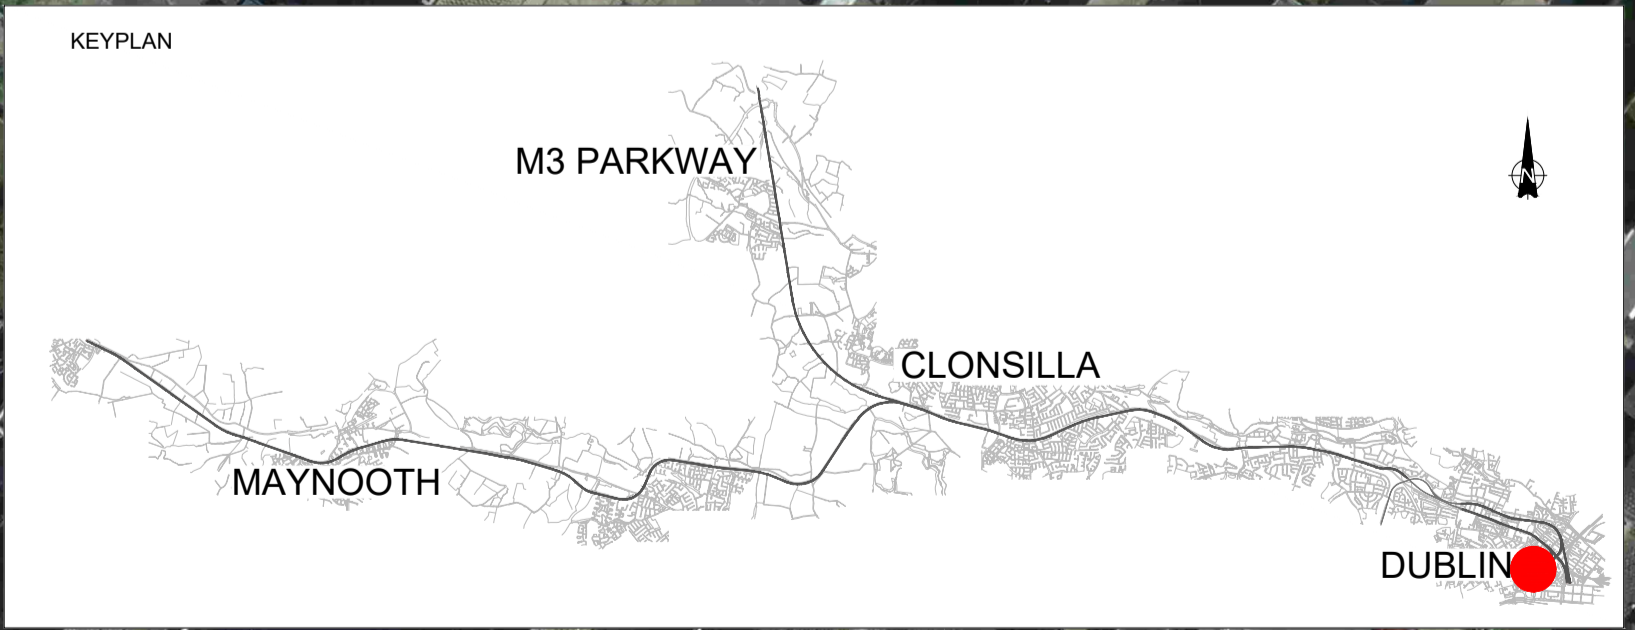 KEYPLAN
M3 PARKWAY
N
CLONSILLA
MAYNOOTH
DUBLIN